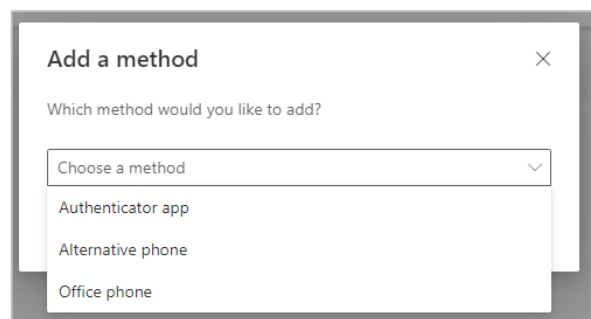 Add a method
Which method would you like to add?
Choose a method
Authenticator app
Alternative phone
Office phone